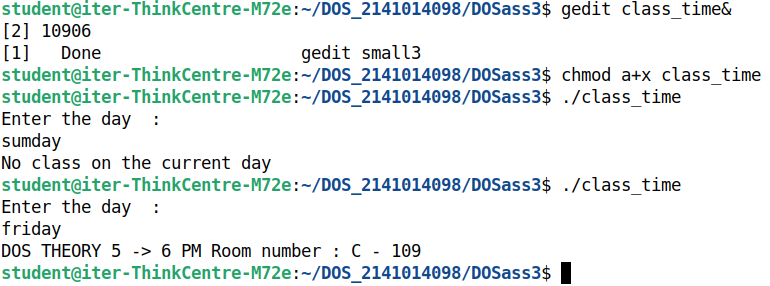 student@iter-ThinkCentre-M72e:~/DOS_2141014098/DOSass3$ gedit class_time&
[2] 10906
[1]   Done                    gedit small3
student@iter-ThinkCentre-M72e:~/DOS_2141014098/DOSass3$ chmod a+x class_time
student@iter-ThinkCentre-M72e:~/DOS_2141014098/DOSass3$ ./class_time
Enter the day  :
sumday
No class on the current day
student@iter-ThinkCentre-M72e:~/DOS_2141014098/DOSass3$ ./class_time
Enter the day  :
friday
DOS THEORY 5 -> 6 PM Room number : C - 109
student@iter-ThinkCentre-M72e:~/DOS_2141014098/DOSass3$